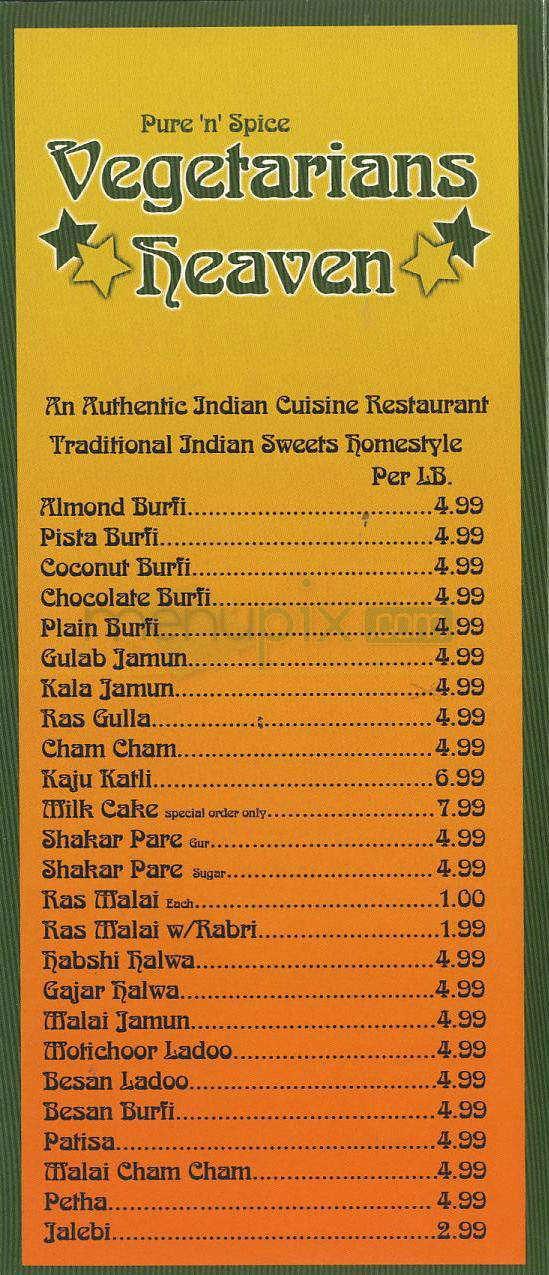 Pure 'n' Spice
Vegetarians
Heaven
An Authentic Indian Cuisine Restaurant
Traditional Indian Sweets Homestyle
Per LB.
Almond Burfi........................................4.99
Pista Burfi............................................4.99
Coconut Burfi.......................................4.99
Chocolate Burfi....................................4.99
menupix.com
Plain Burfi............................................4.99
Gulab Jamun........................................4.99
Kala Jamun..........................................4.99
Ras Gulla............................................. 4.99
Cham Cham......................................... 4.99
Kaju Katli.............................................6.99
Milk Cake special order only...........................7.99
Shakar Pare Gur....................................4.99
Shakar Pare Sugar................................. 4.99
Ras Malai Each.......................................1.00
Ras Malai w/Rabri.............................1.99
Habshi Halwa.......................................4.99
Gajar Halwa.........................................4.99
Malai Jamun........................................4.99
Motichoor Ladoo.................................4.99
Besan Ladoo........................................4.99
Besan Burfi..........................................4.99
Patisa...................................................4.99
Malai Cham Cham..............................4.99
Petha.................................................... 4.99
Jalebi....................................................2.99